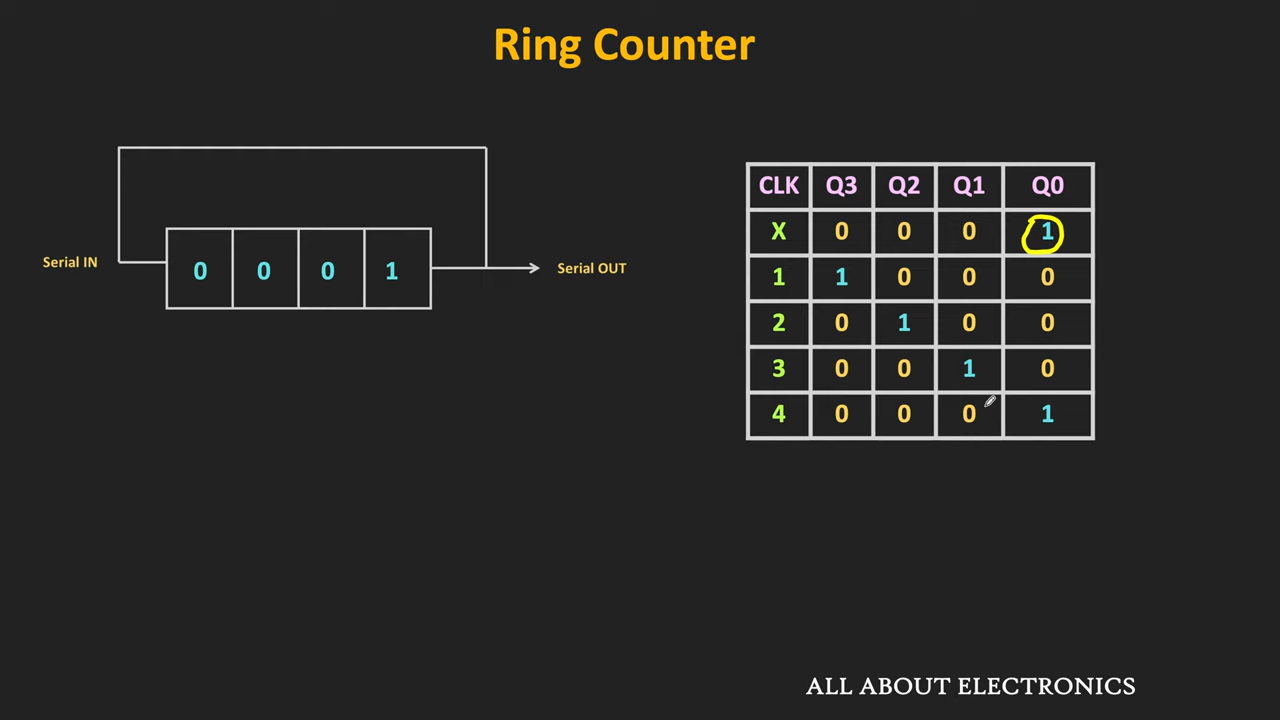 Ring Counter
Serial IN
0 0 0 1
Serial OUT
CLK Q3 Q2 Q1 Q0
X 0 0 0 1
1 1 0 0 0
2 0 1 0 0
3 0 0 1 0
4 0 0 0 1
ALL ABOUT ELECTRONICS